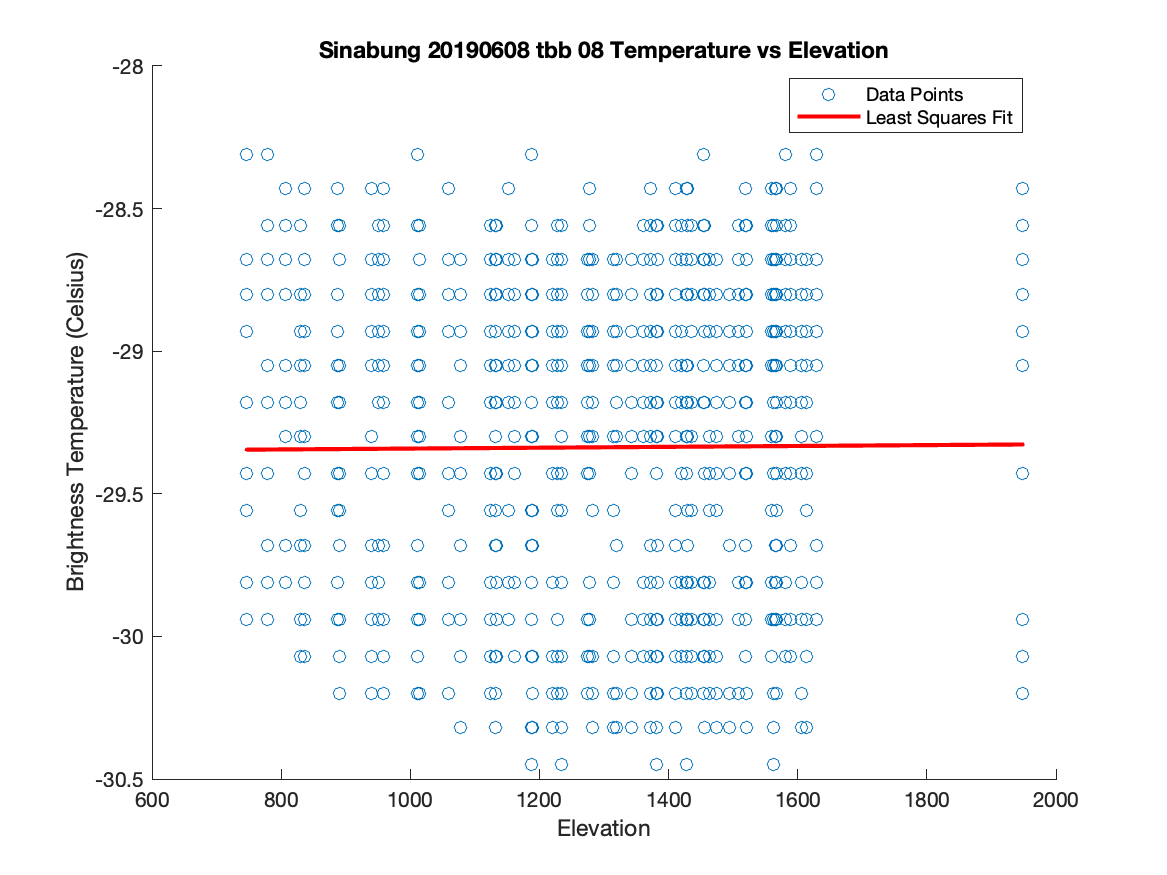 Sinabung 20190608 tbb 08 Temperature vs Elevation
Data Points
Least Squares Fit
Brightness Temperature (Celsius)
-28
-28.5
-29
-29.5
-30
-30.5
600 800 1000 1200 1400 1600 1800 2000
Elevation